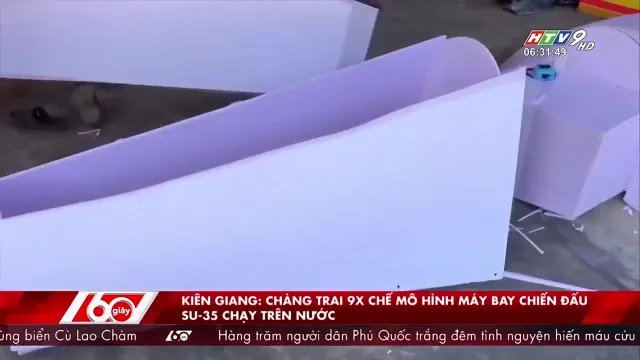 HTV9 HD
06:31:49
60 giây
KIÊN GIANG: CHÀNG TRAI 9X CHẾ MÔ HÌNH MÁY BAY CHIẾN ĐẤU
SU-35 CHẠY TRÊN NƯỚC
ùng biển Cù Lao Chàm
Hàng trăm người dân Phú Quốc trắng đêm tình nguyện hiến máu cứu